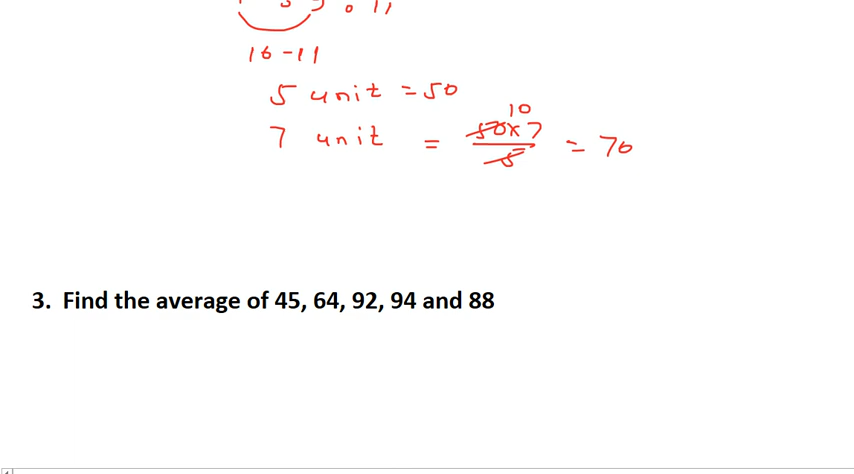 16 - 11
5 unit = 50
10
7 unit = 50 x 7 / 5 = 70
3. Find the average of 45, 64, 92, 94 and 88